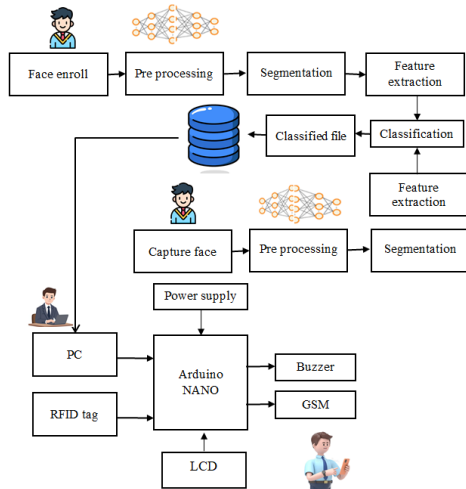 Face enroll
Pre processing
Segmentation
Feature
extraction
Classified file
Classification
Feature
extraction
Capture face
Pre processing
Segmentation
Power supply
PC
Arduino
NANO
Buzzer
RFID tag
GSM
LCD